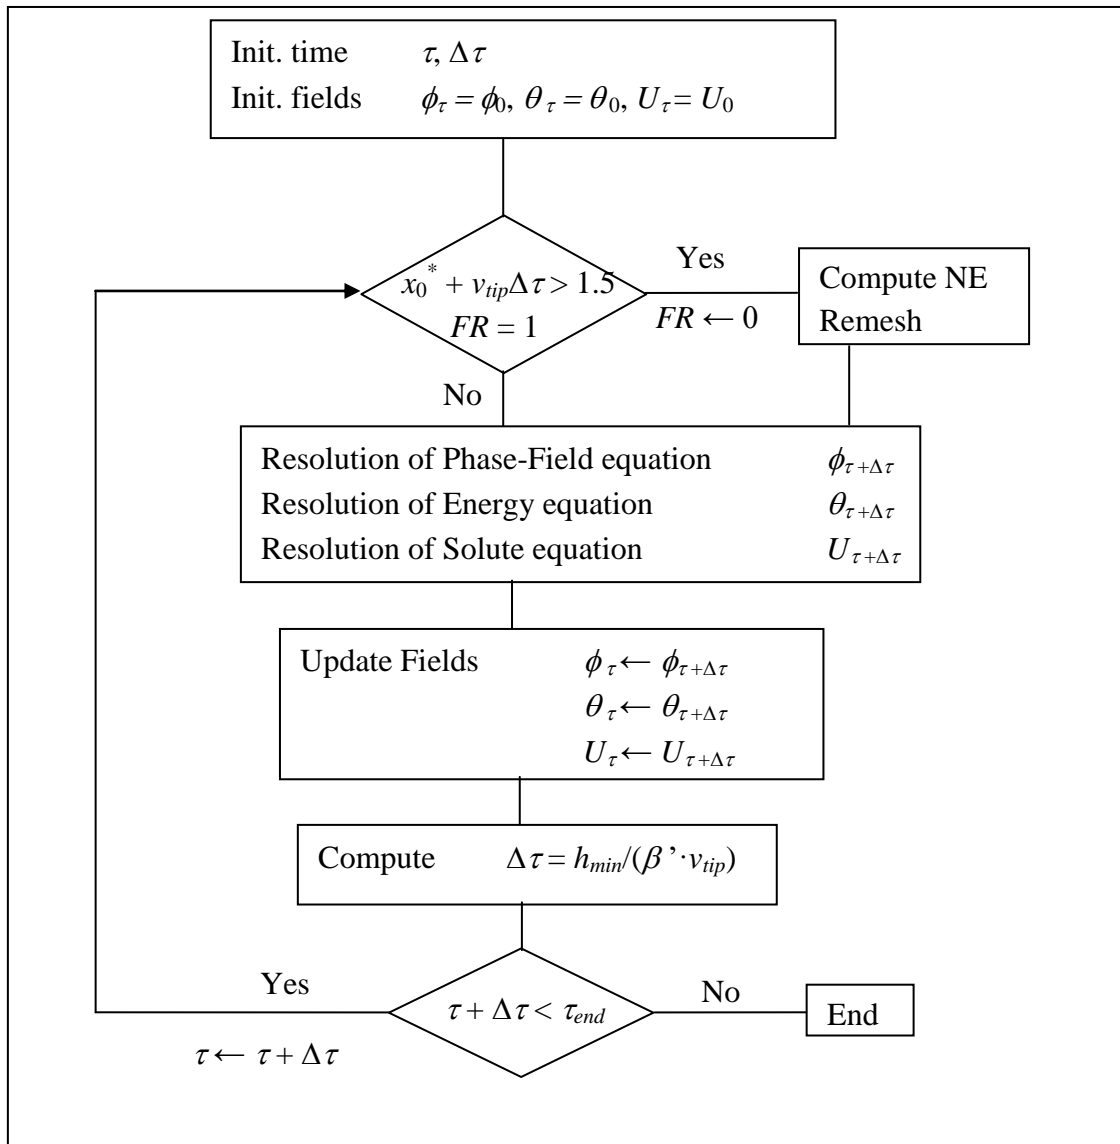 Init. time τ, Δτ
Init. fields ϕτ = ϕ0, θτ = θ0, Uτ = U0
x0* + vtipΔτ > 1.5
FR = 1
Yes
FR ← 0
Compute NE
Remesh
No
Resolution of Phase-Field equation ϕτ+Δτ
Resolution of Energy equation θτ+Δτ
Resolution of Solute equation Uτ+Δτ
Update Fields ϕτ ← ϕτ+Δτ
θτ ← θτ+Δτ
Uτ ← Uτ+Δτ
Compute Δτ = hmin/(β’·vtip)
Yes
τ + Δτ < τend
No
End
τ ← τ + Δτ